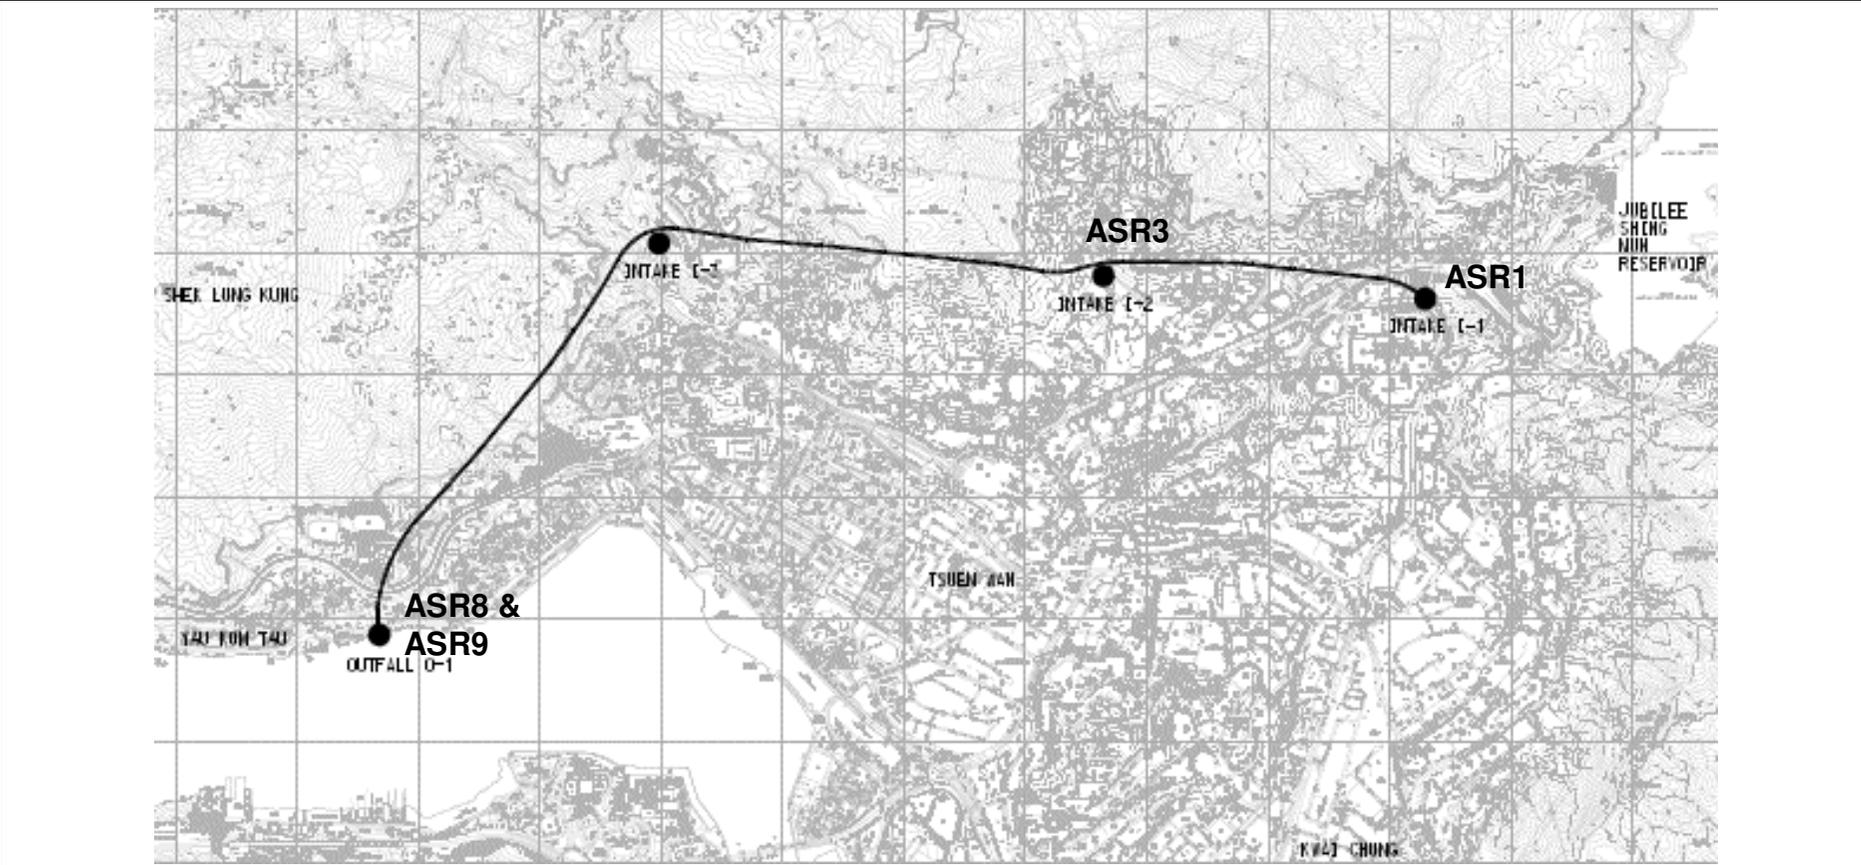 ASR3
JUBILEE
SHING
MUN
RESERVOIR
INTAKE I-3
ASR1
SHEK LUNG KUNG
INTAKE I-2
INTAKE I-1
TSUEN WAN
ASR8 &
ASR9
YAU KOM TAU
OUTFALL O-1
KWAI CHUNG